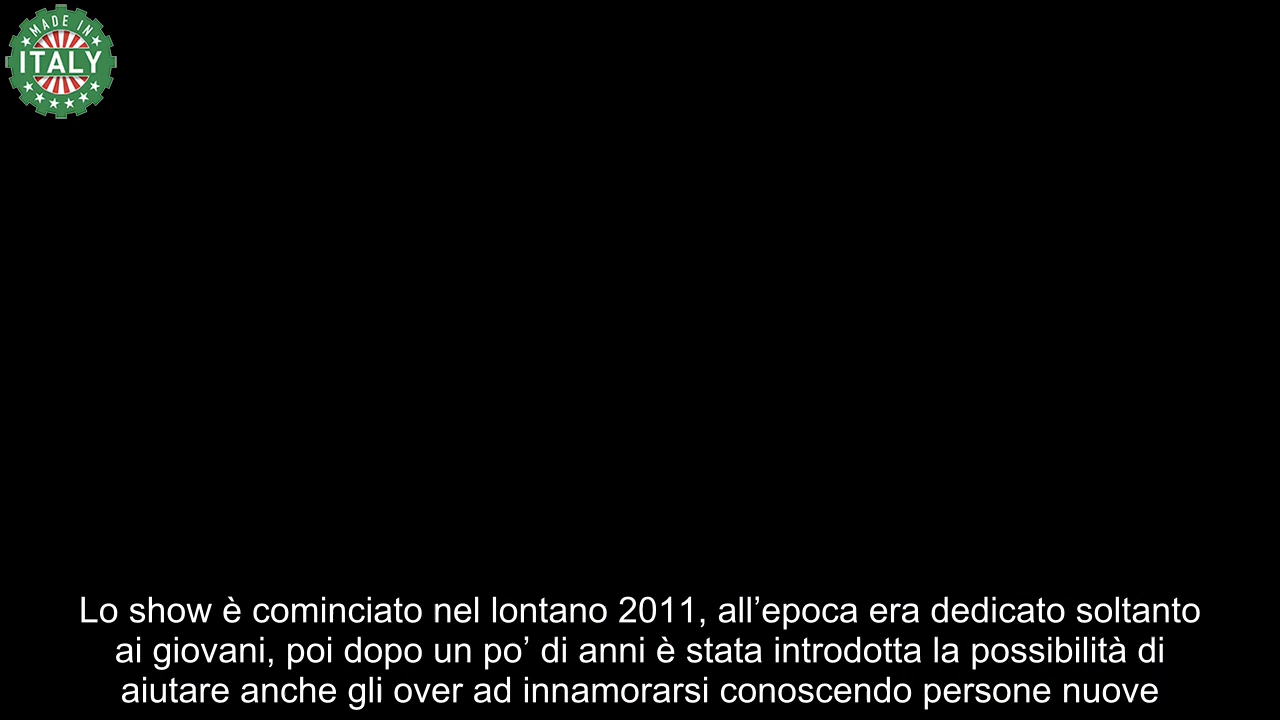 MADE IN
ITALY
Lo show è cominciato nel lontano 2011, all’epoca era dedicato soltanto
ai giovani, poi dopo un po’ di anni è stata introdotta la possibilità di
aiutare anche gli over ad innamorarsi conoscendo persone nuove